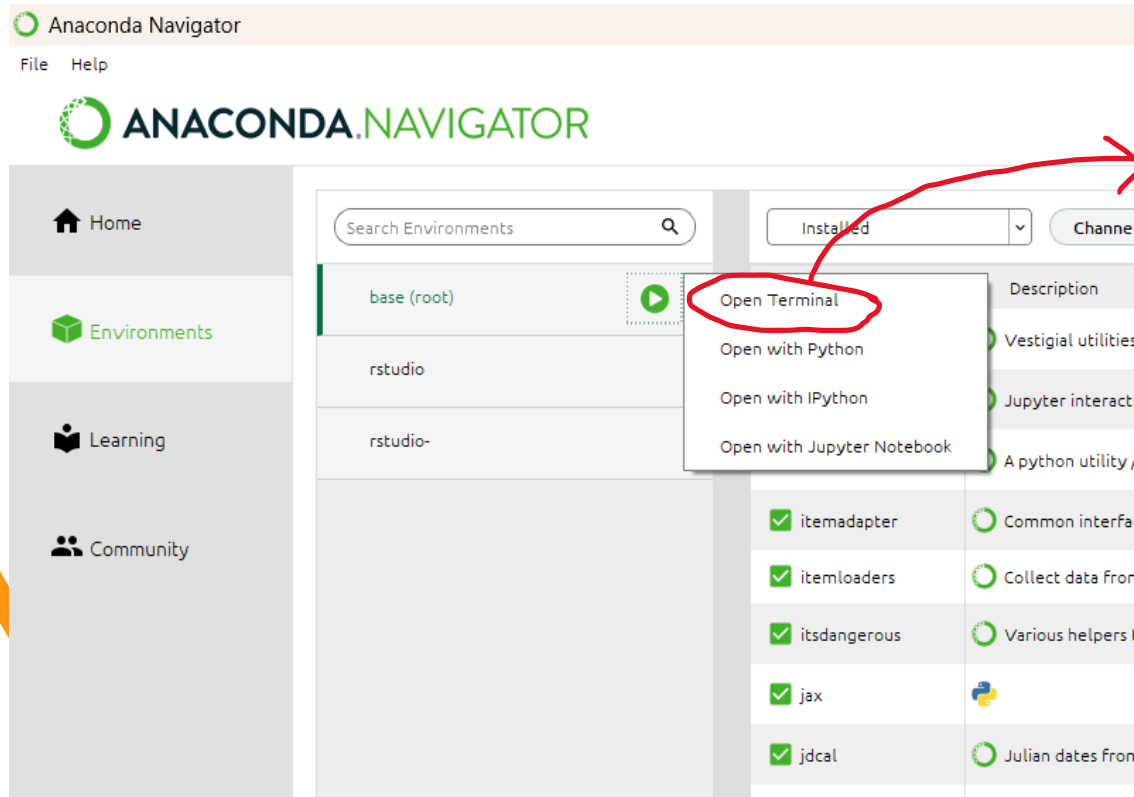 Anaconda Navigator
File Help
ANACONDA.NAVIGATOR
Home
Environments
Learning
Community
Search Environments
base (root)
rstudio
rstudio-
Installed
Channe
Open Terminal
Open with Python
Open with IPython
Open with Jupyter Notebook
Description
Vestigial utilities
Jupyter interact
A python utility /
itemadapter Common interfa
itemloaders Collect data fron
itsdangerous Various helpers t
jax
jdcal Julian dates fron